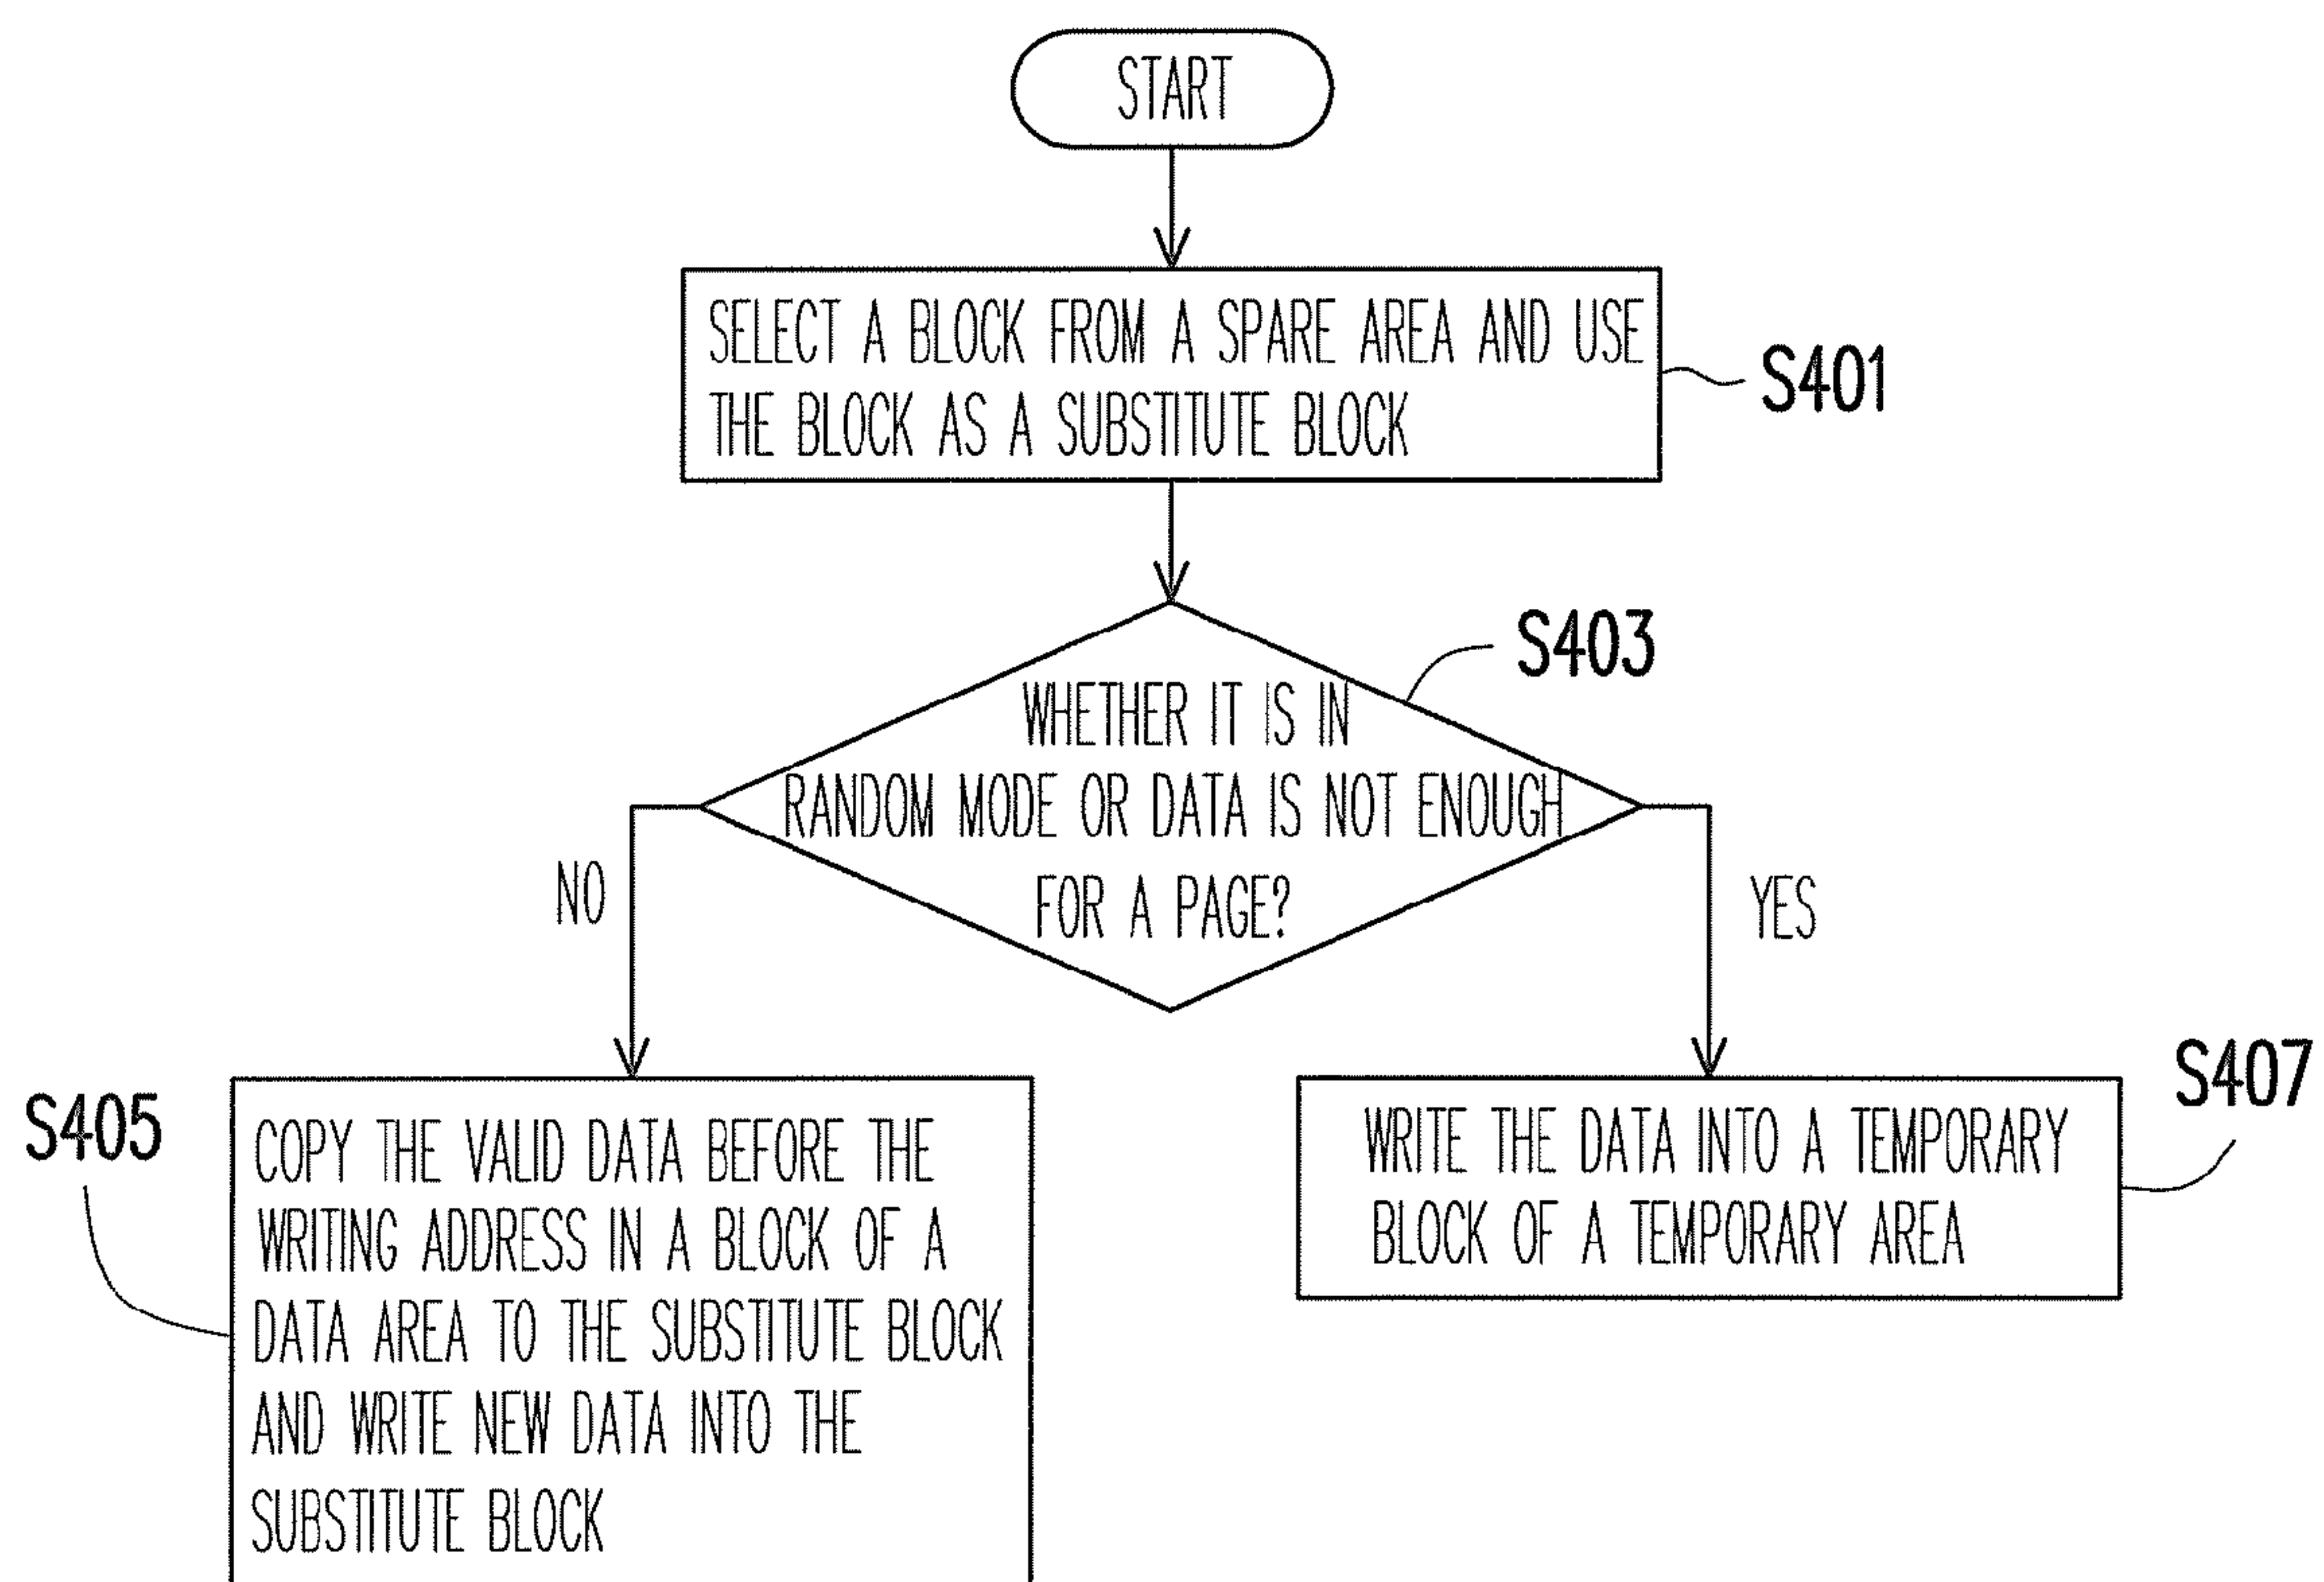 START
SELECT A BLOCK FROM A SPARE AREA AND USE
THE BLOCK AS A SUBSTITUTE BLOCK
S401
S403
WHETHER IT IS IN
RANDOM MODE OR DATA IS NOT ENOUGH
FOR A PAGE?
NO
YES
S405
COPY THE VALID DATA BEFORE THE
WRITING ADDRESS IN A BLOCK OF A
DATA AREA TO THE SUBSTITUTE BLOCK
AND WRITE NEW DATA INTO THE
SUBSTITUTE BLOCK
S407
WRITE THE DATA INTO A TEMPORARY
BLOCK OF A TEMPORARY AREA